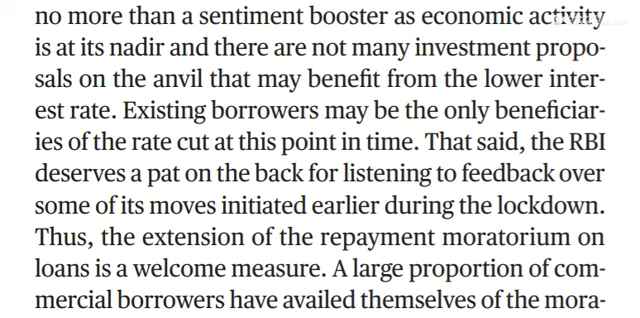 no more than a sentiment booster as economic activity
is at its nadir and there are not many investment propo-
sals on the anvil that may benefit from the lower inter-
est rate. Existing borrowers may be the only beneficiar-
ies of the rate cut at this point in time. That said, the RBI
deserves a pat on the back for listening to feedback over
some of its moves initiated earlier during the lockdown.
Thus, the extension of the repayment moratorium on
loans is a welcome measure. A large proportion of com-
mercial borrowers have availed themselves of the mora-